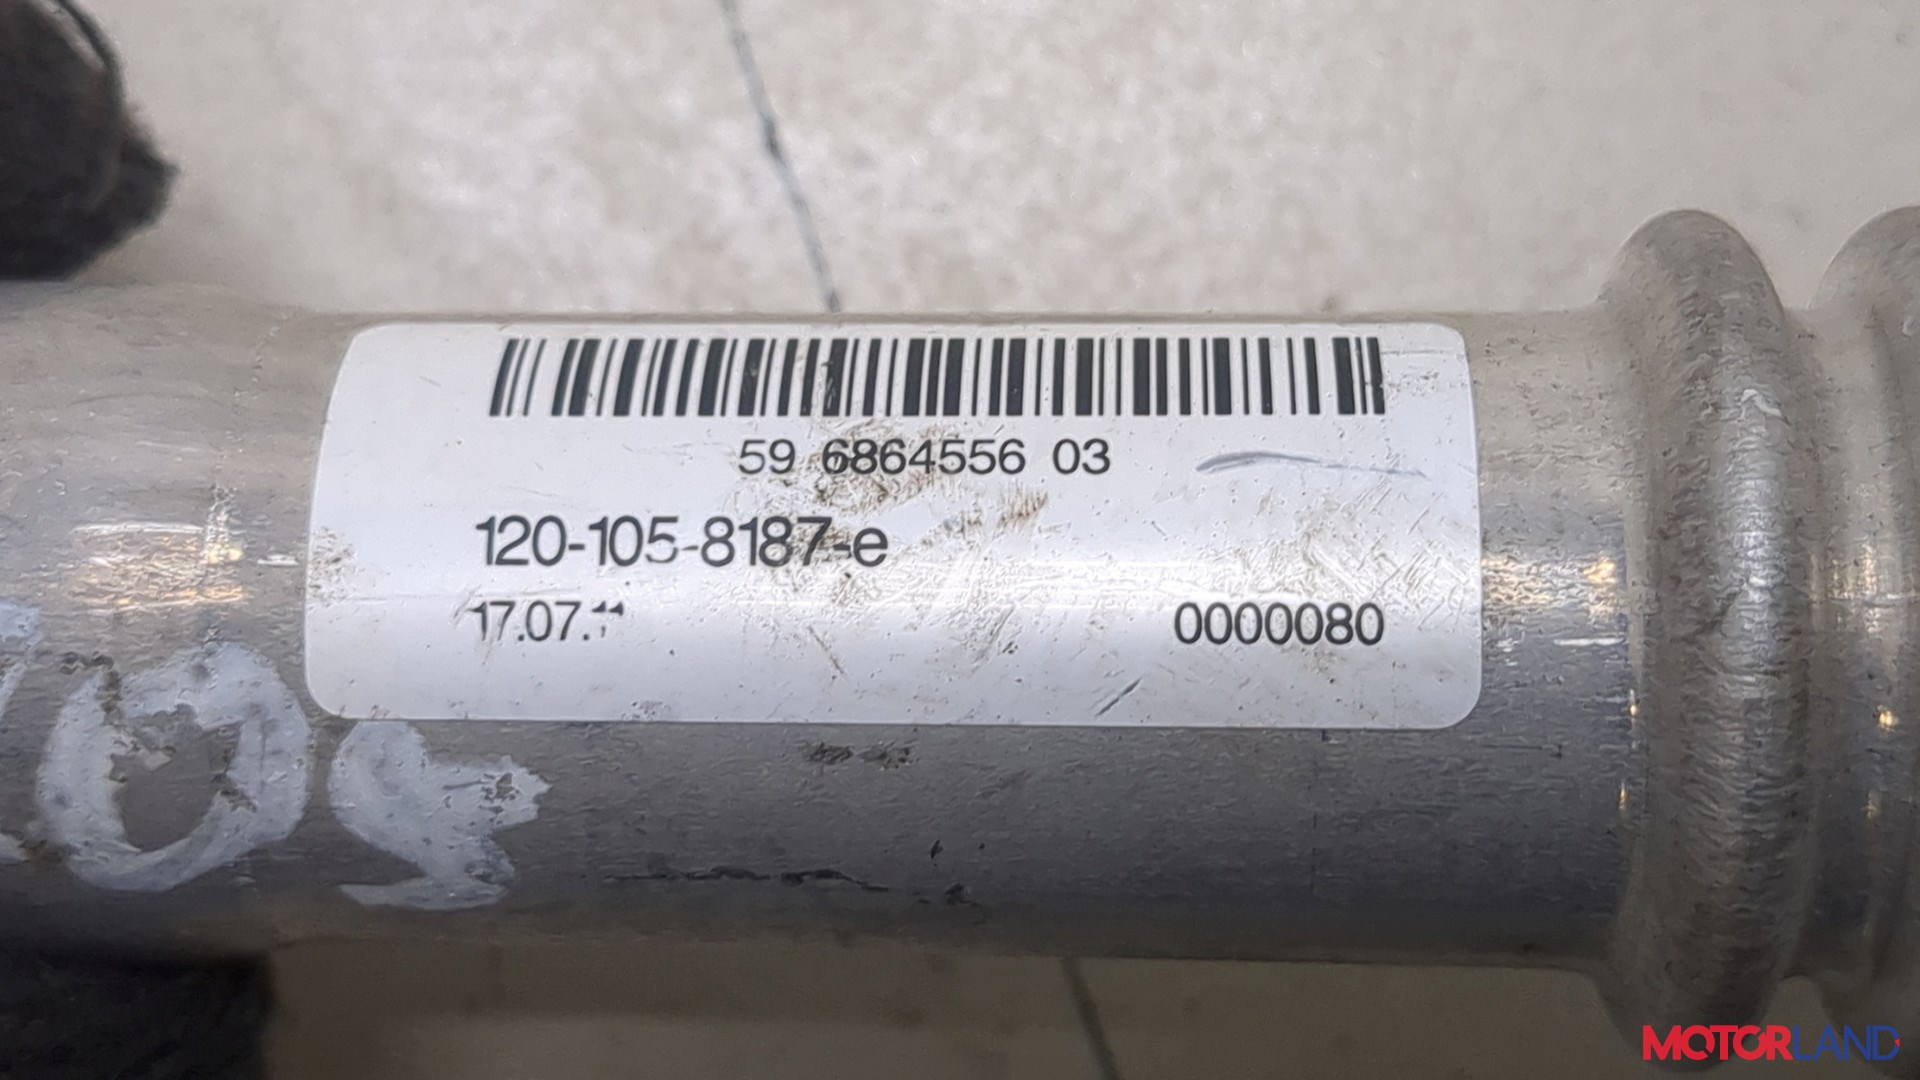 59 6864556 03
120-105-8187-e
17.07.11
0000080
MOTORLAND